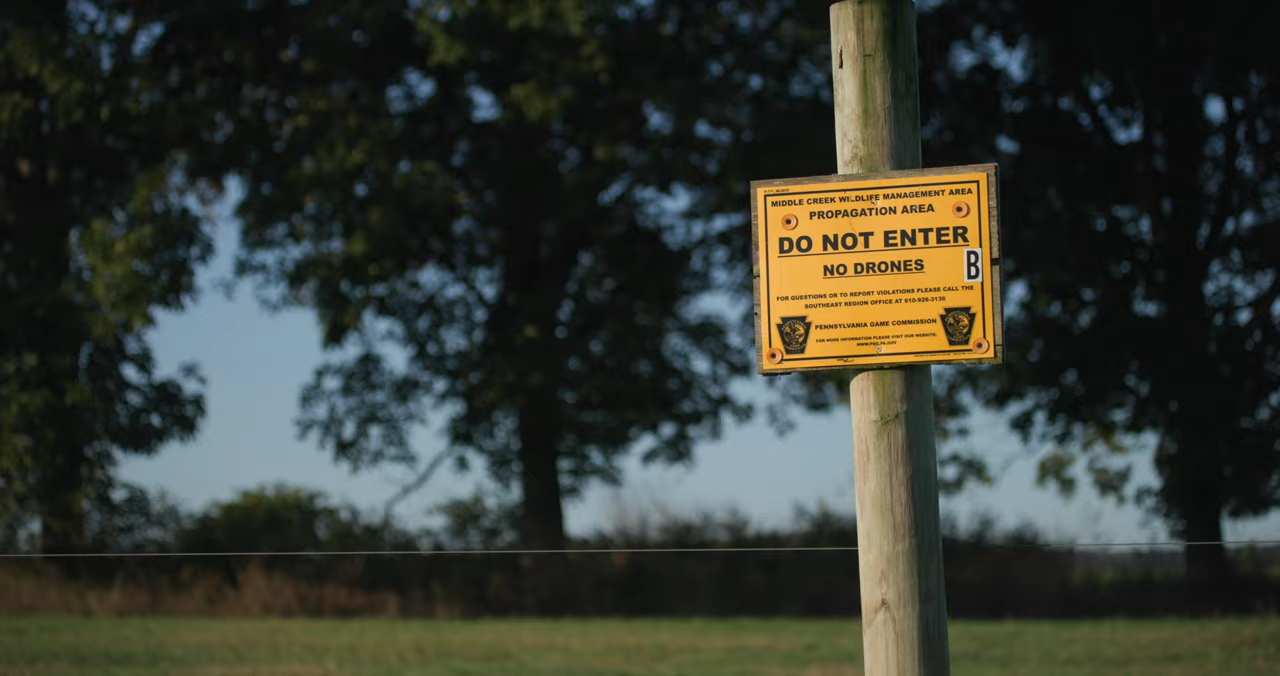 MIDDLE CREEK WILDLIFE MANAGEMENT AREA
PROPAGATION AREA
DO NOT ENTER
NO DRONES
B
FOR QUESTIONS OR TO REPORT VIOLATIONS PLEASE CALL THE
SOUTHEAST REGION OFFICE AT 610-926-3136
PENNSYLVANIA GAME COMMISSION
FOR MORE INFORMATION PLEASE VISIT OUR WEBSITE:
WWW.PGC.PA.GOV